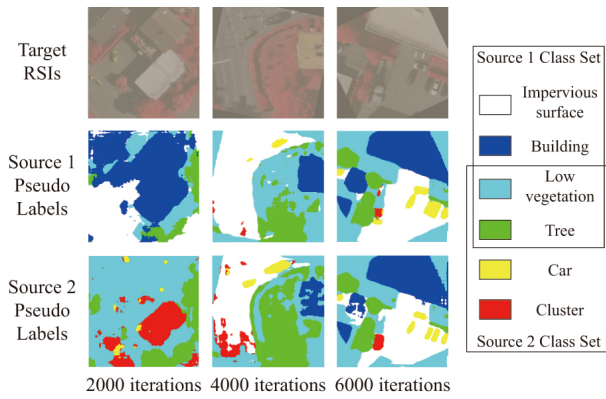 Target
RSIs
Source 1
Pseudo
Labels
Source 2
Pseudo
Labels
2000 iterations
4000 iterations
6000 iterations
Source 1 Class Set
Impervious
surface
Building
Low
vegetation
Tree
Car
Cluster
Source 2 Class Set